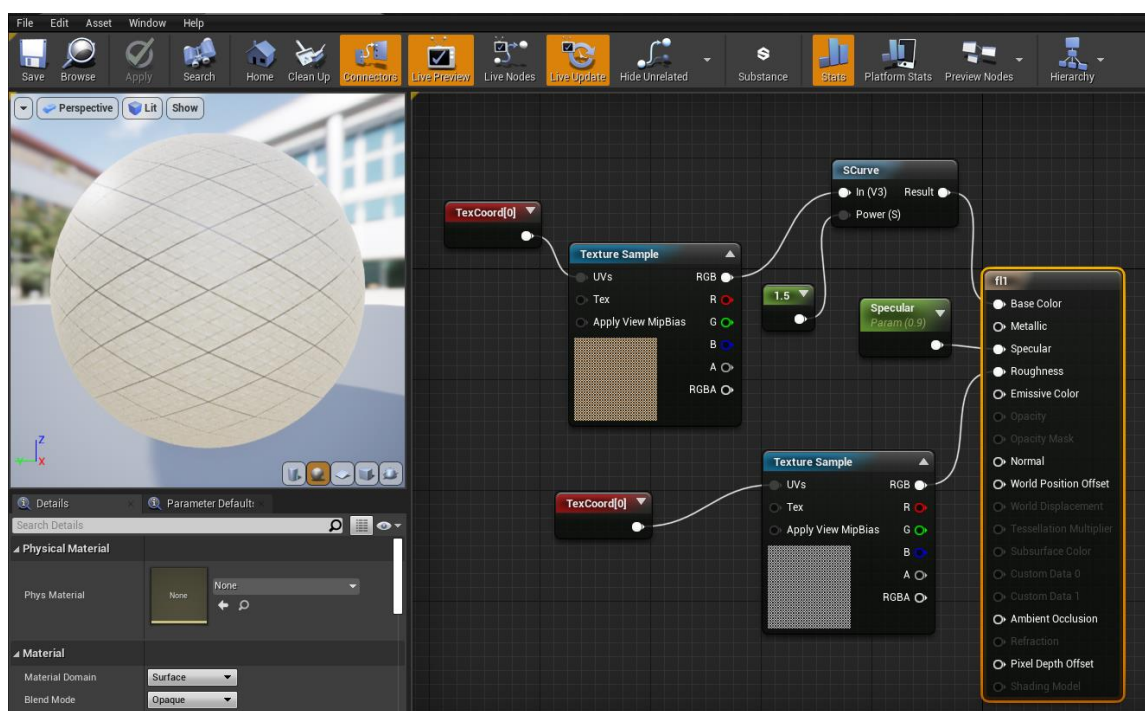 File Edit Asset Window Help
Save Browse Apply Search Home Clean Up Connectors Live Preview Live Nodes Live Update Hide Unrelated Substance Stats Platform Stats Preview Nodes Hierarchy
Perspective Lit Show
Z
Y X
Details Parameter Default
Search Details
Physical Material
Phys Material
None
None
Material
Material Domain Surface
Blend Mode Opaque
TexCoord[0]
Texture Sample
UVs RGB
Tex R
Apply View MipBias G
B
A
RGBA
SCurve
In (V3) Result
Power (S)
1.5
Specular
Param (0.9)
TexCoord[0]
Texture Sample
UVs RGB
Tex R
Apply View MipBias G
B
A
RGBA
fl1
Base Color
Metallic
Specular
Roughness
Emissive Color
Opacity
Opacity Mask
Normal
World Position Offset
World Displacement
Tessellation Multiplier
Subsurface Color
Custom Data 0
Custom Data 1
Ambient Occlusion
Refraction
Pixel Depth Offset
Shading Model